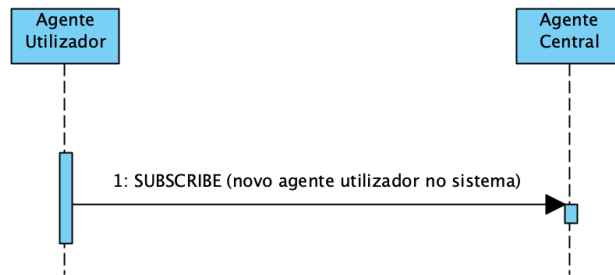 Agente
Utilizador
Agente
Central
1: SUBSCRIBE (novo agente utilizador no sistema)